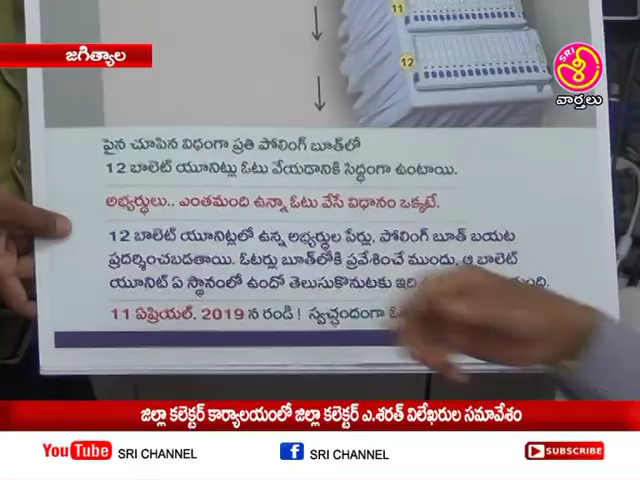 11
12
జగిత్యాల
SRI
శ్రీ
వార్తలు
పైన చూపిన విధంగా ప్రతి పోలింగ్ బూత్‌లో
12 బాలెట్ యూనిట్లు ఓటు వేయడానికి సిద్ధంగా ఉంటాయి.
అభ్యర్థులు.. ఎంతమంది ఉన్నా ఓటు వేసే విధానం ఒక్కటే.
12 బాలెట్ యూనిట్లలో ఉన్న అభ్యర్థుల పేర్లు, పోలింగ్ బూత్ బయట
ప్రదర్శించబడతాయి. ఓటర్లు బూత్‌లోకి ప్రవేశించే ముందు, ఆ బాలెట్
యూనిట్ ఏ స్థానంలో ఉందో తెలుసుకొనుటకు ఇది
11 ఏప్రియల్, 2019 న రండి! స్వచ్ఛందంగా
జిల్లా కలెక్టర్ కార్యాలయంలో జిల్లా కలెక్టర్ ఎ.శరత్ విలేఖరుల సమావేశం
YouTube SRI CHANNEL f SRI CHANNEL SUBSCRIBE